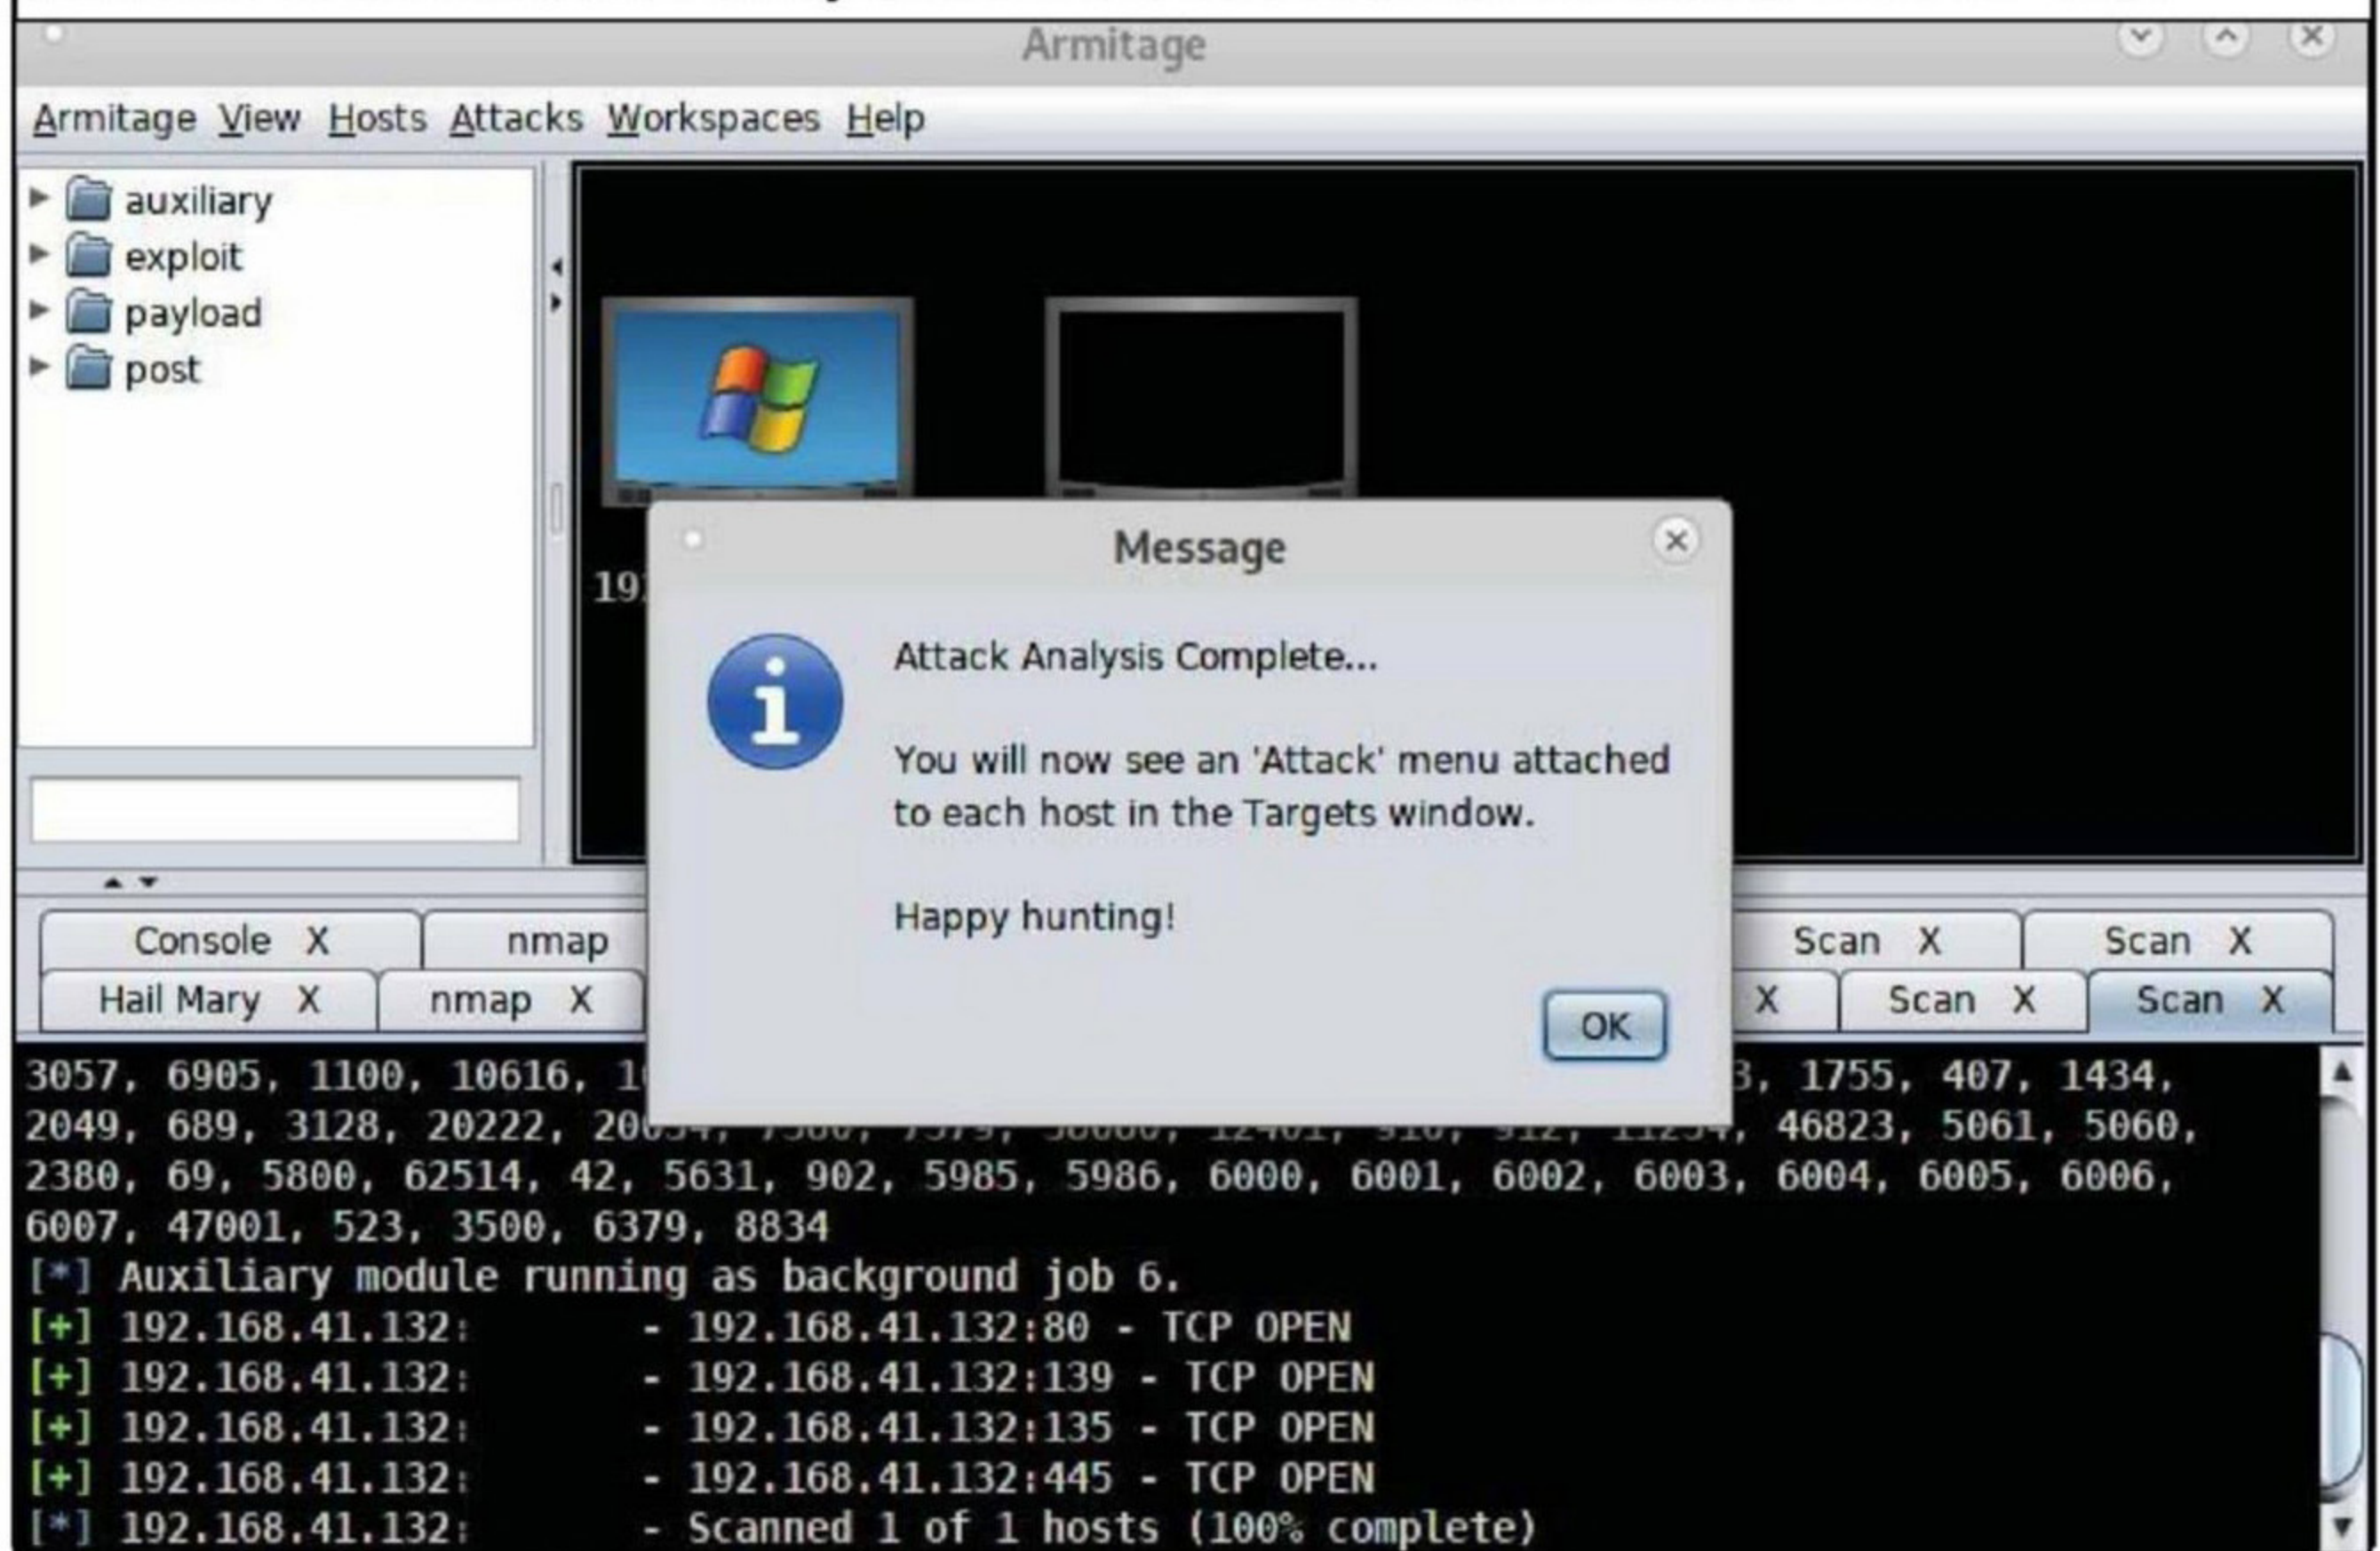 Armitage
Armitage View Hosts Attacks Workspaces Help
auxiliary
exploit
payload
post
Message
Attack Analysis Complete...
You will now see an 'Attack' menu attached
to each host in the Targets window.
Happy hunting!
OK
Console X nmap Scan X Scan X
Hail Mary X nmap X X Scan X Scan X
3057, 6905, 1100, 10616, 1755, 407, 1434,
2049, 689, 3128, 20222, 46823, 5061, 5060,
2380, 69, 5800, 62514, 42, 5631, 902, 5985, 5986, 6000, 6001, 6002, 6003, 6004, 6005, 6006,
6007, 47001, 523, 3500, 6379, 8834
[*] Auxiliary module running as background job 6.
[+] 192.168.41.132: - 192.168.41.132:80 - TCP OPEN
[+] 192.168.41.132: - 192.168.41.132:139 - TCP OPEN
[+] 192.168.41.132: - 192.168.41.132:135 - TCP OPEN
[+] 192.168.41.132: - 192.168.41.132:445 - TCP OPEN
[*] 192.168.41.132: - Scanned 1 of 1 hosts (100% complete)